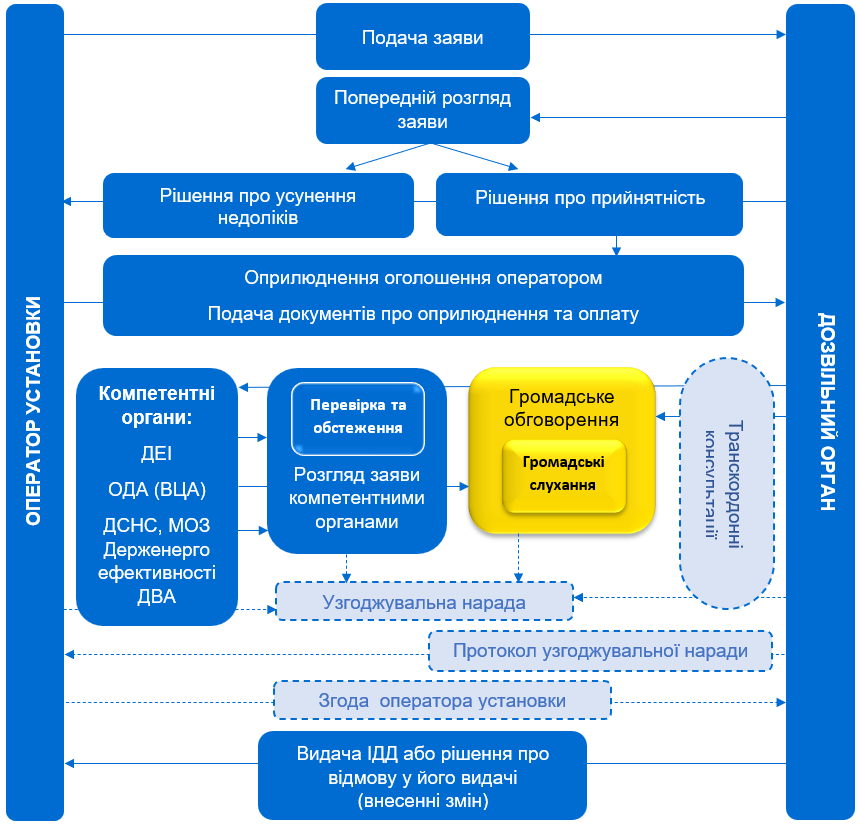 ОПЕРАТОР УСТАНОВКИ
Подача заяви
Попередній розгляд
заяви
Рішення про усунення
недоліків
Рішення про прийнятність
Оприлюднення оголошення оператором
Подача документів про оприлюднення та оплату
Компетентні
органи:
ДЕІ
ОДА (ВЦА)
ДСНС, МОЗ
Держенерго
ефективності
ДВА
Перевірка та
обстеження
Розгляд заяви
компетентними
органами
Громадське
обговорення
Громадські
слухання
Транскордонні
консультації
Узгоджувальна нарада
Протокол узгоджувальної наради
Згода оператора установки
Видача ІДД або рішення про
відмову у його видачі
(внесенні змін)
ДОЗВІЛЬНИЙ ОРГАН